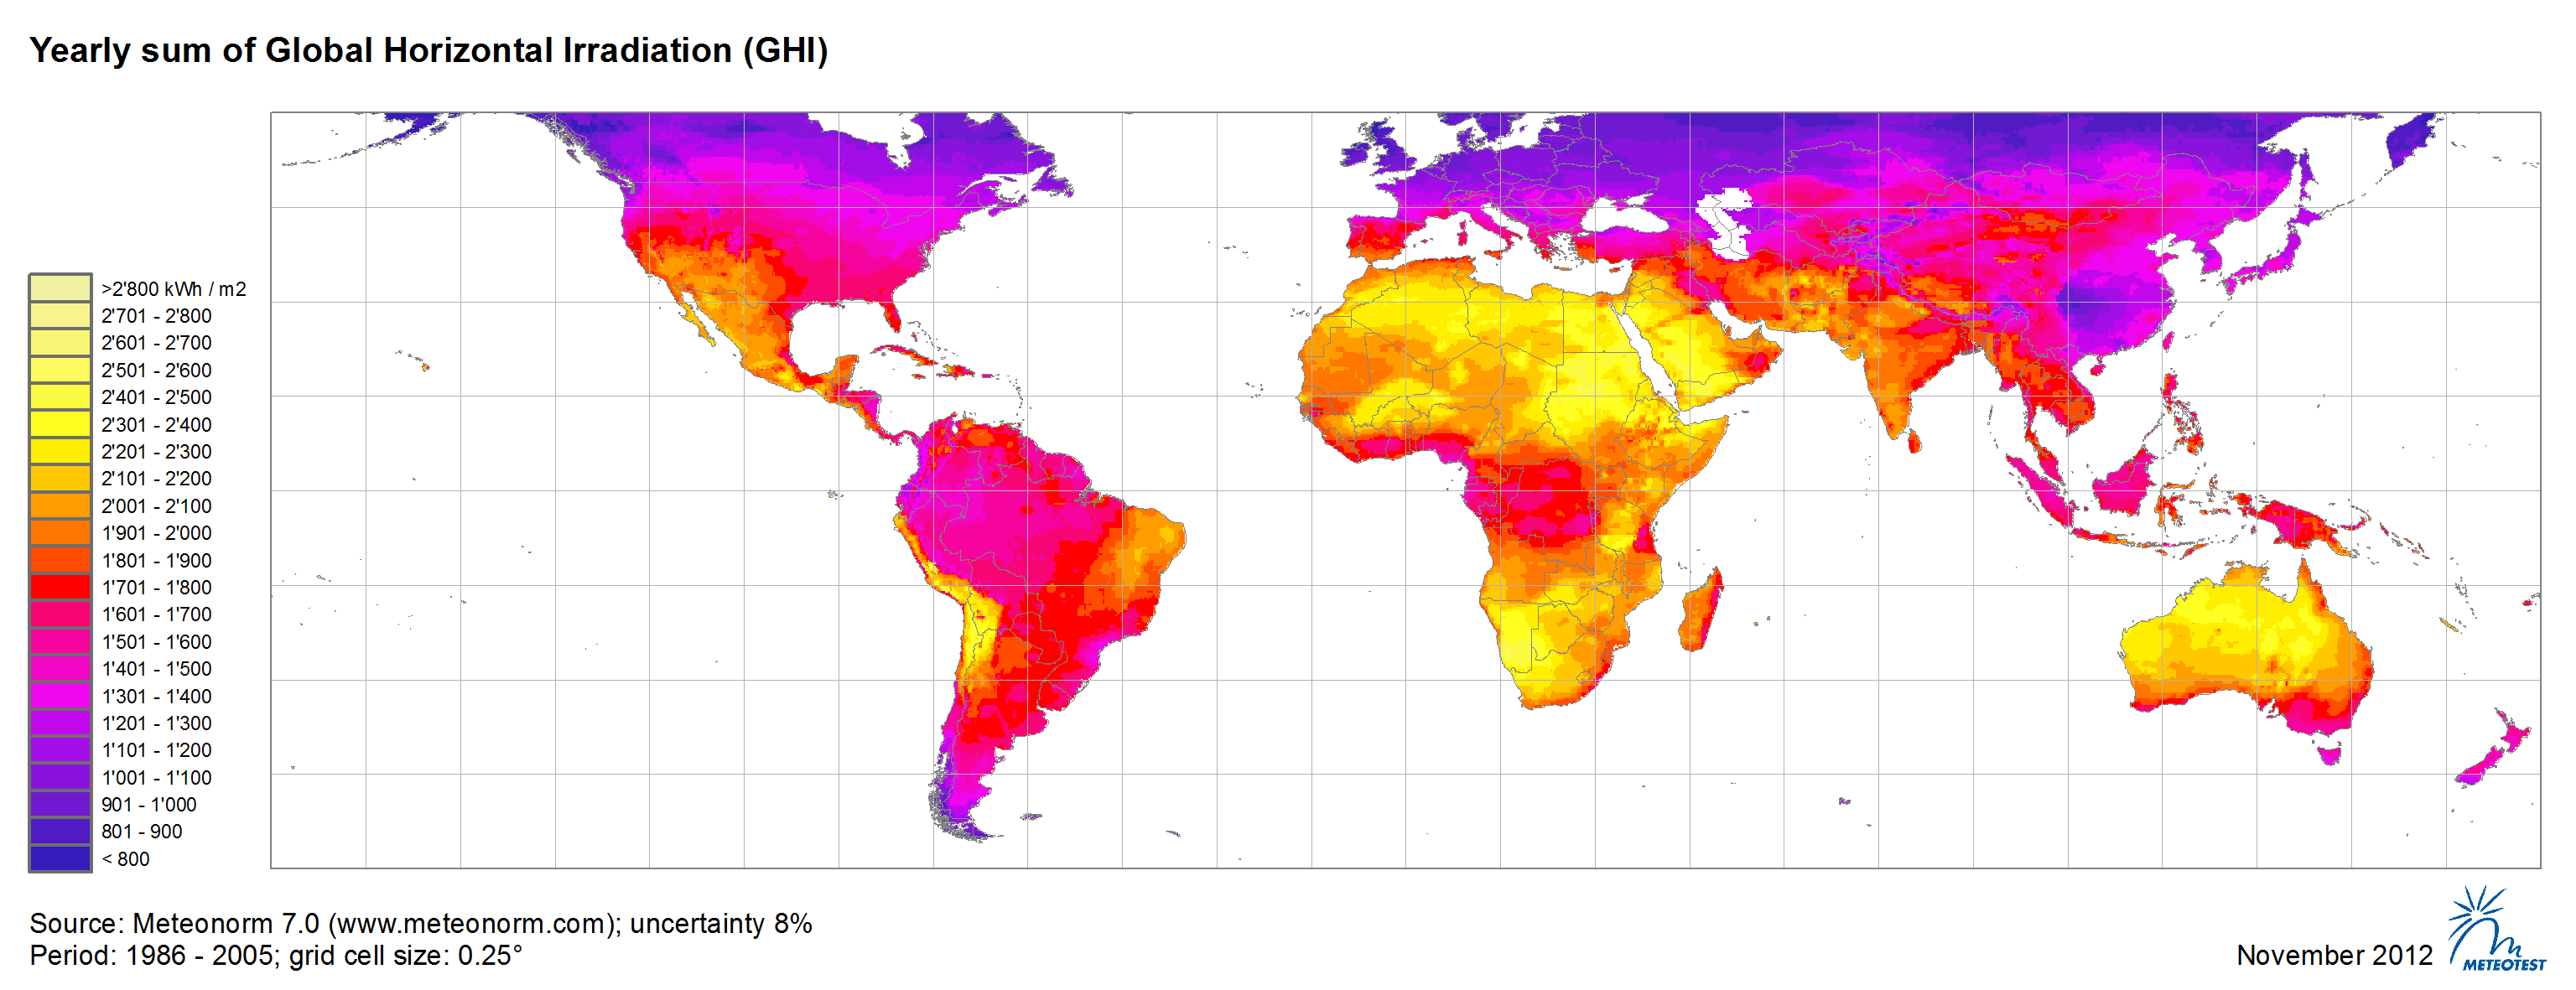 Yearly sum of Global Horizontal Irradiation (GHI)
>2'800 kWh / m2
2'701 - 2'800
2'601 - 2'700
2'501 - 2'600
2'401 - 2'500
2'301 - 2'400
2'201 - 2'300
2'101 - 2'200
2'001 - 2'100
1'901 - 2'000
1'801 - 1'900
1'701 - 1'800
1'601 - 1'700
1'501 - 1'600
1'401 - 1'500
1'301 - 1'400
1'201 - 1'300
1'101 - 1'200
1'001 - 1'100
901 - 1'000
801 - 900
< 800
Source: Meteonorm 7.0 (www.meteonorm.com); uncertainty 8%
Period: 1986 - 2005; grid cell size: 0.25°
November 2012
METEOTEST